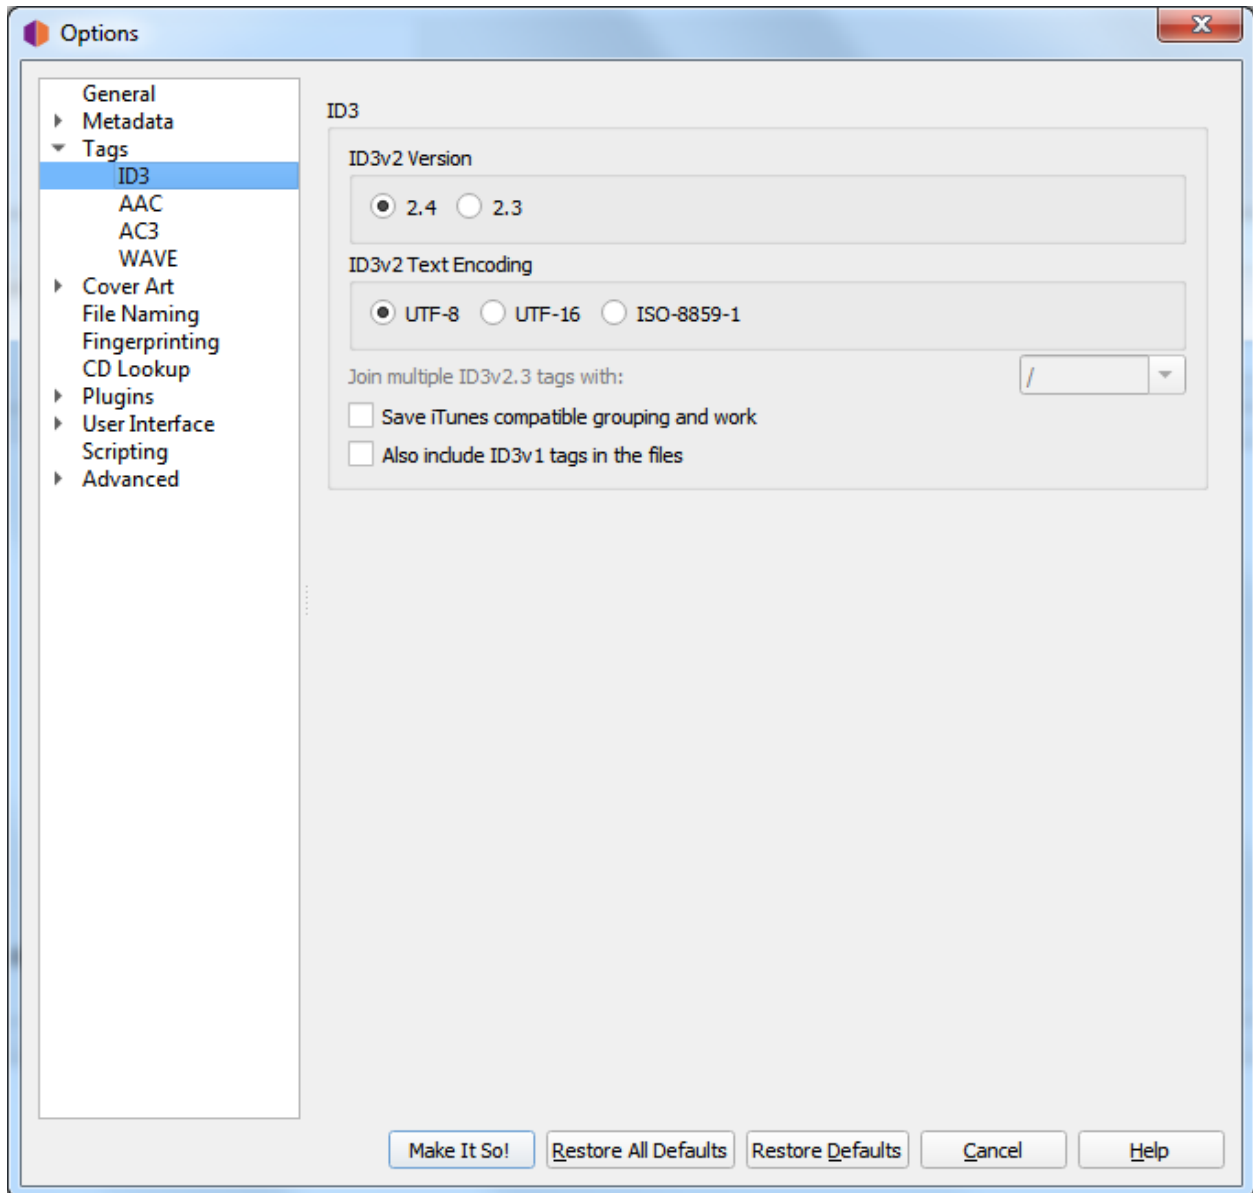 Options
General
Metadata
Tags
ID3
AAC
AC3
WAVE
Cover Art
File Naming
Fingerprinting
CD Lookup
Plugins
User Interface
Scripting
Advanced
ID3
ID3v2 Version
2.4 2.3
ID3v2 Text Encoding
UTF-8 UTF-16 ISO-8859-1
Join multiple ID3v2.3 tags with: /
Save iTunes compatible grouping and work
Also include ID3v1 tags in the files
Make It So! Restore All Defaults Restore Defaults Cancel Help